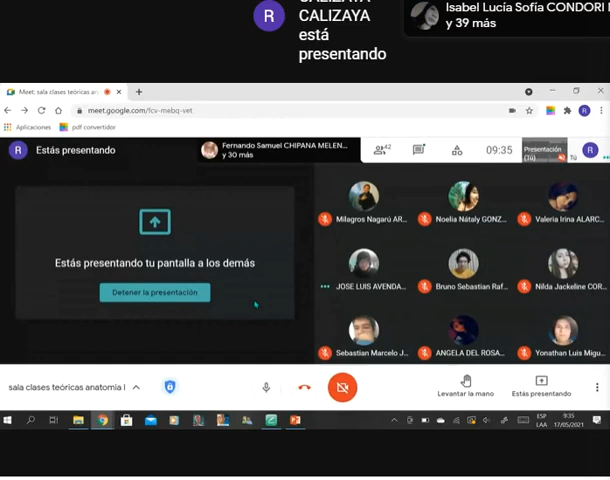 CALIZAYA
está
presentando
R
Isabel Lucía Sofía CONDORI
y 39 más
Meet: sala clases teóricas an
meet.google.com/fcv-mebq-vet
R
Aplicaciones
pdf convertidor
R
Estás presentando
Fernando Samuel CHIPANA MELEN...
y 30 más
42
09:35
Presentación
(Tú)
Tú
R
Milagros Nagarú AR...
Noelia Nátaly GONZ...
Valeria Irina ALARC...
Estás presentando tu pantalla a los demás
Detener la presentación
JOSE LUIS AVENDA...
Bruno Sebastian Raf...
Nilda Jackeline COR...
Sebastian Marcelo J...
ANGELA DEL ROSA...
Yonathan Luis Migu...
sala clases teóricas anatomia I
Levantar la mano
Estás presentando
ESP
LAA
9:35
17/05/2021